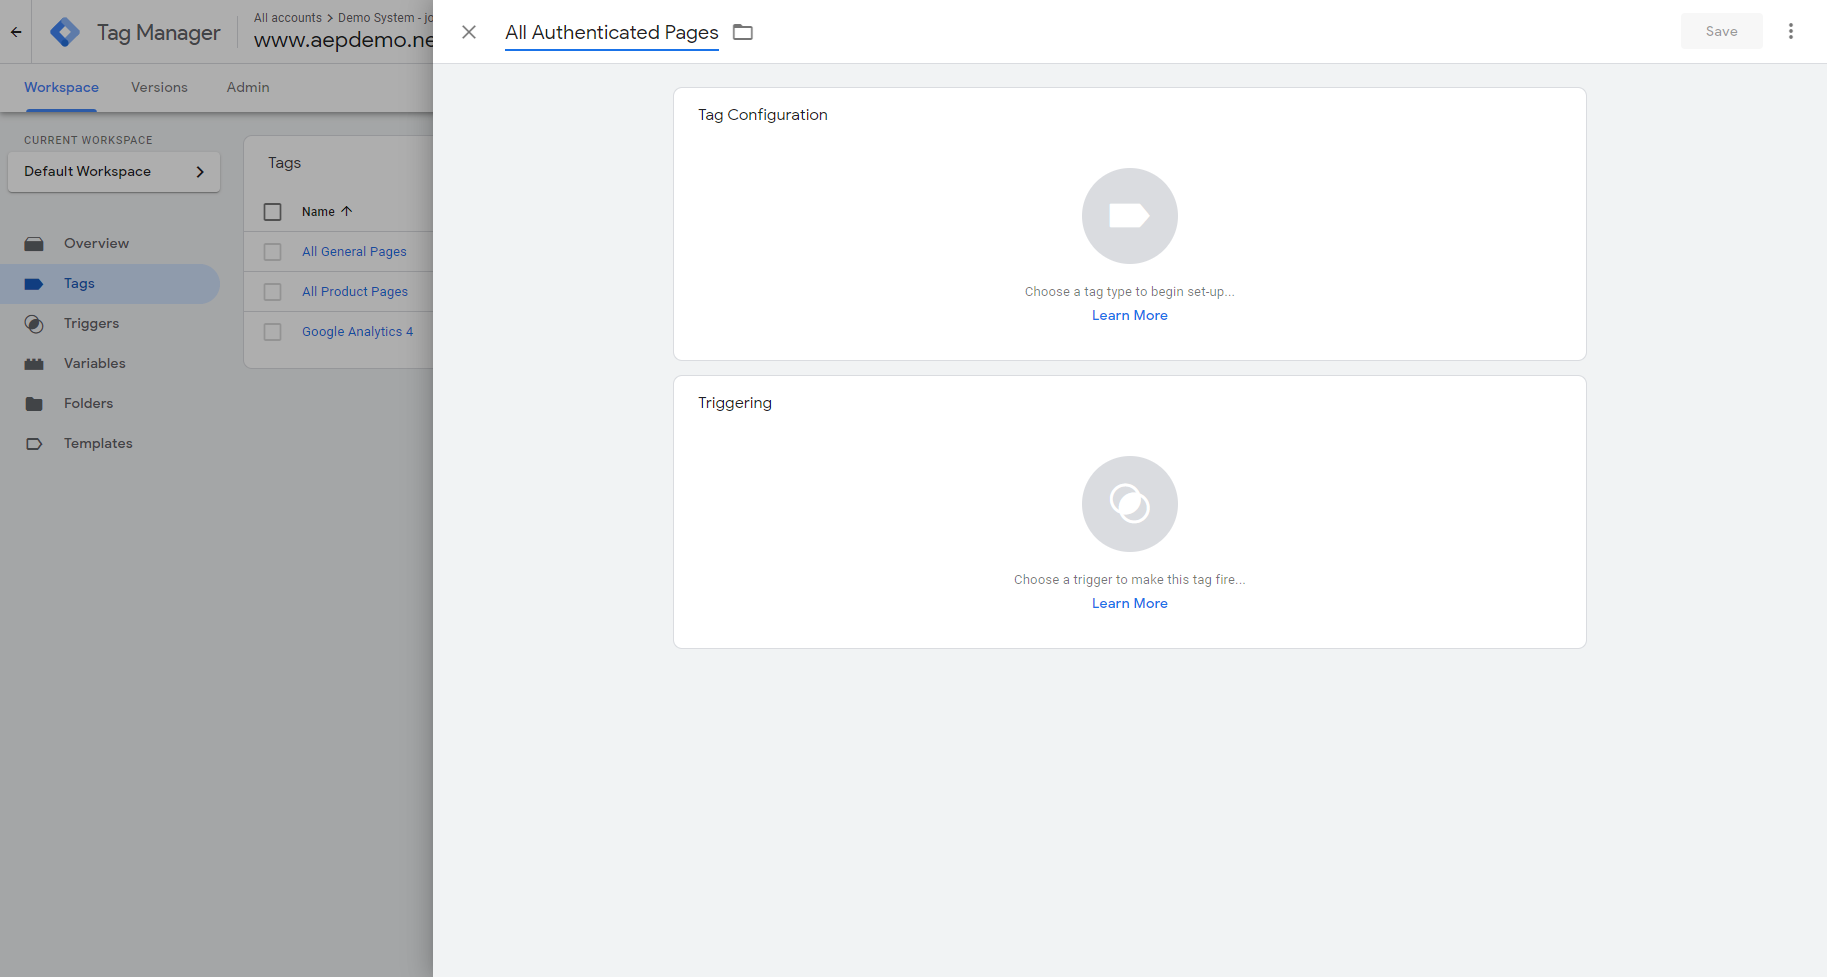 Tag Manager
All accounts > Demo System - jo
www.aepdemo.ne
All Authenticated Pages
Save
Workspace
Versions
Admin
CURRENT WORKSPACE
Default Workspace
Overview
Tags
Triggers
Variables
Folders
Templates
Tags
Name
All General Pages
All Product Pages
Google Analytics 4
Tag Configuration
Choose a tag type to begin set-up...
Learn More
Triggering
Choose a trigger to make this tag fire...
Learn More